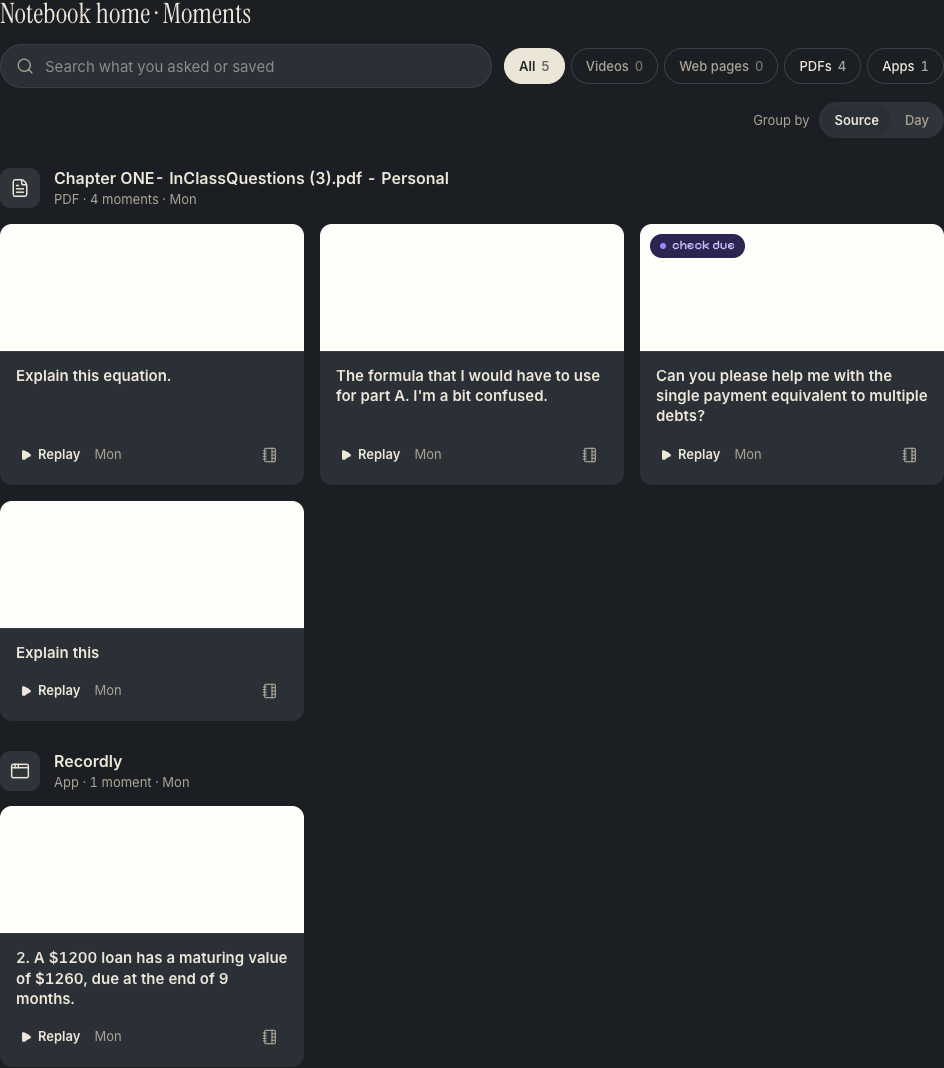 Notebook home · Moments
Search what you asked or saved
All 5
Videos 0
Web pages 0
PDFs 4
Apps 1
Group by
Source
Day
Chapter ONE- InClassQuestions (3).pdf - Personal
PDF · 4 moments · Mon
check due
Explain this equation.
Replay Mon
The formula that I would have to use
for part A. I'm a bit confused.
Replay Mon
Can you please help me with the
single payment equivalent to multiple
debts?
Replay Mon
Explain this
Replay Mon
Recordly
App · 1 moment · Mon
2. A $1200 loan has a maturing value
of $1260, due at the end of 9
months.
Replay Mon